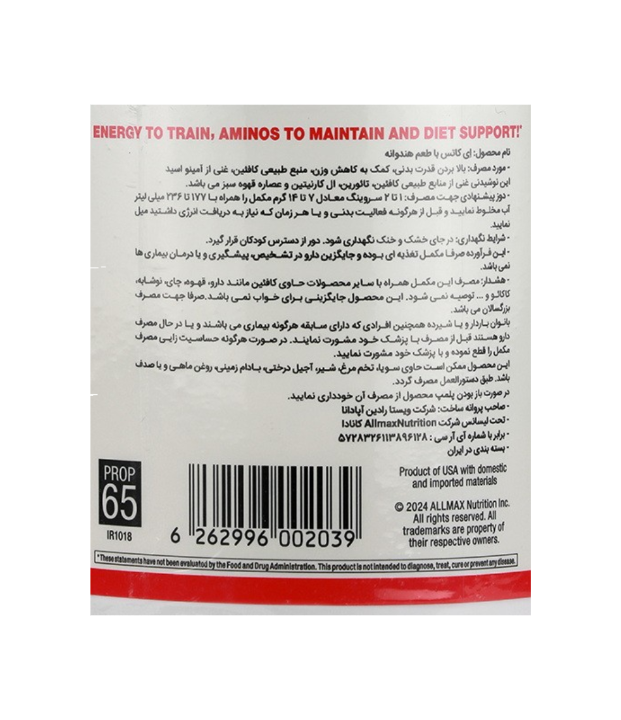 ENERGY TO TRAIN, AMINOS TO MAINTAIN AND DIET SUPPORT!*
نام محصول: ای کاتس با طعم هندوانه
- مورد مصرف: بالا بردن قدرت بدنی، کمک به کاهش وزن، منبع طبیعی کافئین، غنی از آمینو اسید
این نوشیدنی غنی از منابع طبیعی کافئین، تائورین، ال کارنیتین و عصاره قهوه سبز می باشد.
- دوز پیشنهادی جهت مصرف: ۱ تا ۲ سروینگ معادل ۷ تا ۱۴ گرم مکمل را همراه با ۱۷۷ تا ۲۳۶ میلی لیتر
آب مخلوط نمایید و قبل از هرگونه فعالیت بدنی و یا هر زمان که نیاز به دریافت انرژی داشتید میل
نمایید.
- شرایط نگهداری: در جای خشک و خنک نگهداری شود. دور از دسترس کودکان قرار گیرد.
- این فرآورده صرفا مکمل تغذیه ای بوده و جایگزین دارو در تشخیص، پیشگیری و یا درمان بیماری ها
نمی باشد.
- هشدار: مصرف این مکمل همراه با سایر محصولات حاوی کافئین مانند دارو، قهوه، چای، نوشابه،
کاکائو و ... توصیه نمی شود. این محصول جایگزینی برای خواب نمی باشد. صرفا جهت مصرف
بزرگسالان می باشد.
بانوان باردار و یا شیرده همچنین افرادی که دارای سابقه هرگونه بیماری می باشند و یا در حال مصرف
دارو هستند قبل از مصرف با پزشک خود مشورت نمایند. در صورت هرگونه حساسیت زایی مصرف
مکمل را قطع نموده و با پزشک خود مشورت نمایید.
این محصول ممکن است حاوی سویا، تخم مرغ، شیر، آجیل درختی، بادام زمینی، روغن ماهی و یا صدف
باشد. طبق دستورالعمل مصرف گردد.
در صورت باز بودن پلمپ محصول از مصرف آن خودداری نمایید.
- صاحب پروانه ساخت: شرکت ویستا رادین آپادانا
- تحت لیسانس شرکت AllmaxNutrition کانادا
- برابر با شماره آی آر سی : ۵۷۲۸۳۲۶۱۱۳۸۹۶۱۲۸
- بسته بندی در ایران
PROP
65
IR1018
6 262996 002039
Product of USA with domestic
and imported materials
© 2024 ALLMAX Nutrition Inc.
All rights reserved. All
trademarks are property of
their respective owners.
*These statements have not been evaluated by the Food and Drug Administration. This product is not intended to diagnose, treat, cure or prevent any disease.